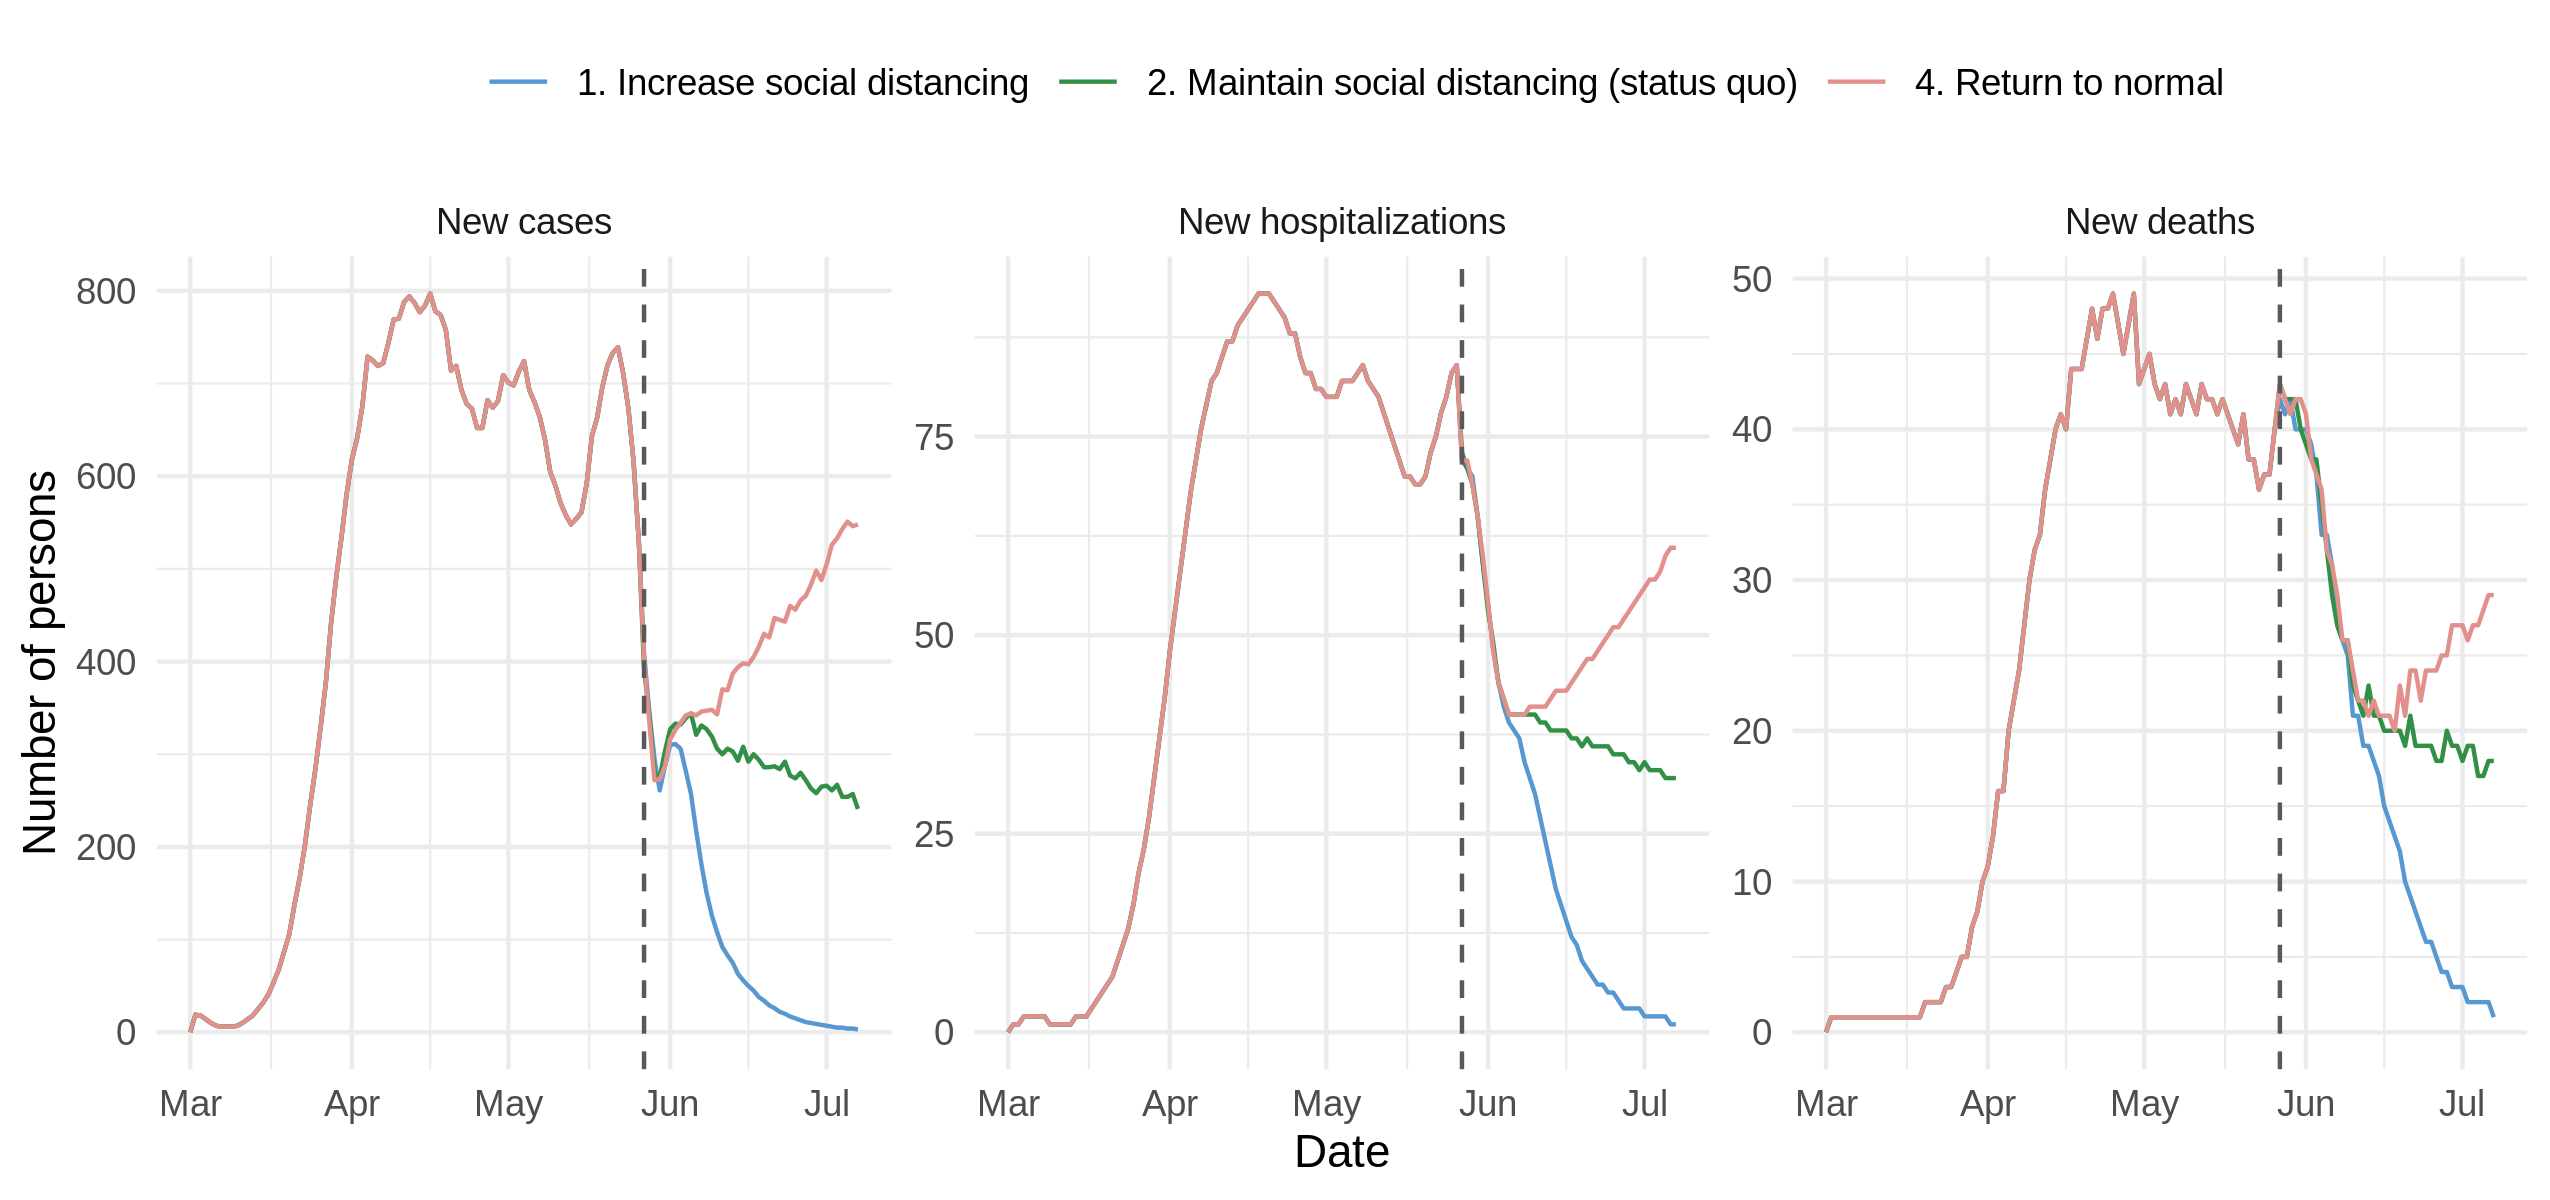 1. Increase social distancing 2. Maintain social distancing (status quo) 4. Return to normal
New cases New hospitalizations New deaths
Number of persons
800
600
400
200
0
Mar Apr May Jun Jul
75
50
25
0
Mar Apr May Jun Jul
50
40
30
20
10
0
Mar Apr May Jun Jul
Date